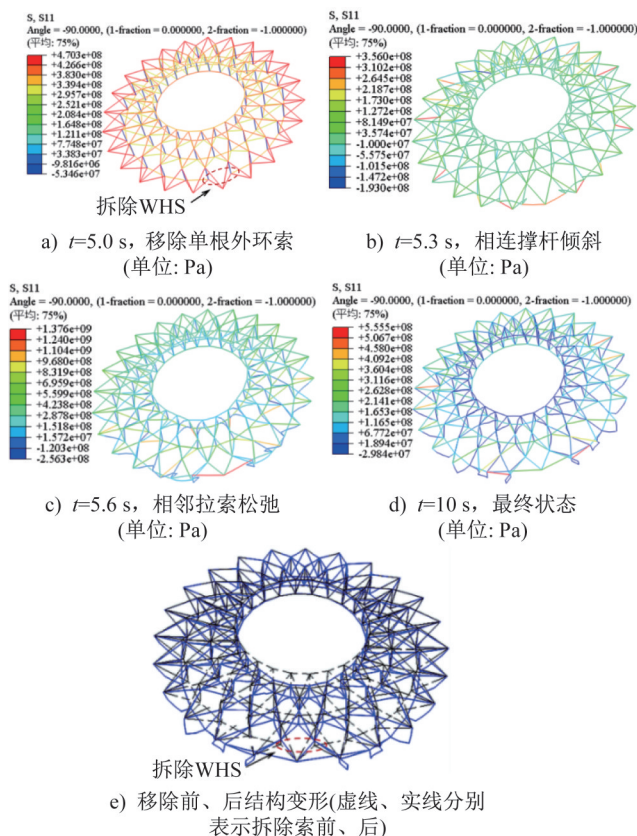 S, S11
Angle = -90.0000, (1-fraction = 0.000000, 2-fraction = -1.000000)
(平均: 75%)
+4.703e+08
+4.266e+08
+3.830e+08
+3.394e+08
+2.957e+08
+2.521e+08
+2.084e+08
+1.648e+08
+1.211e+08
+7.748e+07
+3.383e+07
-9.816e+06
-5.346e+07
拆除WHS
a) t=5.0 s，移除单根外环索
(单位: Pa)
S, S11
Angle = -90.0000, (1-fraction = 0.000000, 2-fraction = -1.000000)
(平均: 75%)
+3.560e+08
+3.102e+08
+2.645e+08
+2.187e+08
+1.730e+08
+1.272e+08
+8.149e+07
+3.574e+07
-1.000e+07
-5.575e+07
-1.015e+08
-1.472e+08
-1.930e+08
b) t=5.3 s，相连撑杆倾斜
(单位: Pa)
S, S11
Angle = -90.0000, (1-fraction = 0.000000, 2-fraction = -1.000000)
(平均: 75%)
+1.376e+09
+1.240e+09
+1.104e+09
+9.680e+08
+8.319e+08
+6.959e+08
+5.599e+08
+4.238e+08
+2.878e+08
+1.518e+08
+1.572e+07
-1.203e+08
-2.563e+08
c) t=5.6 s，相邻拉索松弛
(单位: Pa)
S, S11
Angle = -90.0000, (1-fraction = 0.000000, 2-fraction = -1.000000)
(平均: 75%)
+5.555e+08
+5.067e+08
+4.580e+08
+4.092e+08
+3.604e+08
+3.116e+08
+2.628e+08
+2.141e+08
+1.653e+08
+1.165e+08
+6.772e+07
+1.894e+07
-2.984e+07
d) t=10 s，最终状态
(单位: Pa)
拆除WHS
e) 移除前、后结构变形(虚线、实线分别
表示拆除索前、后)